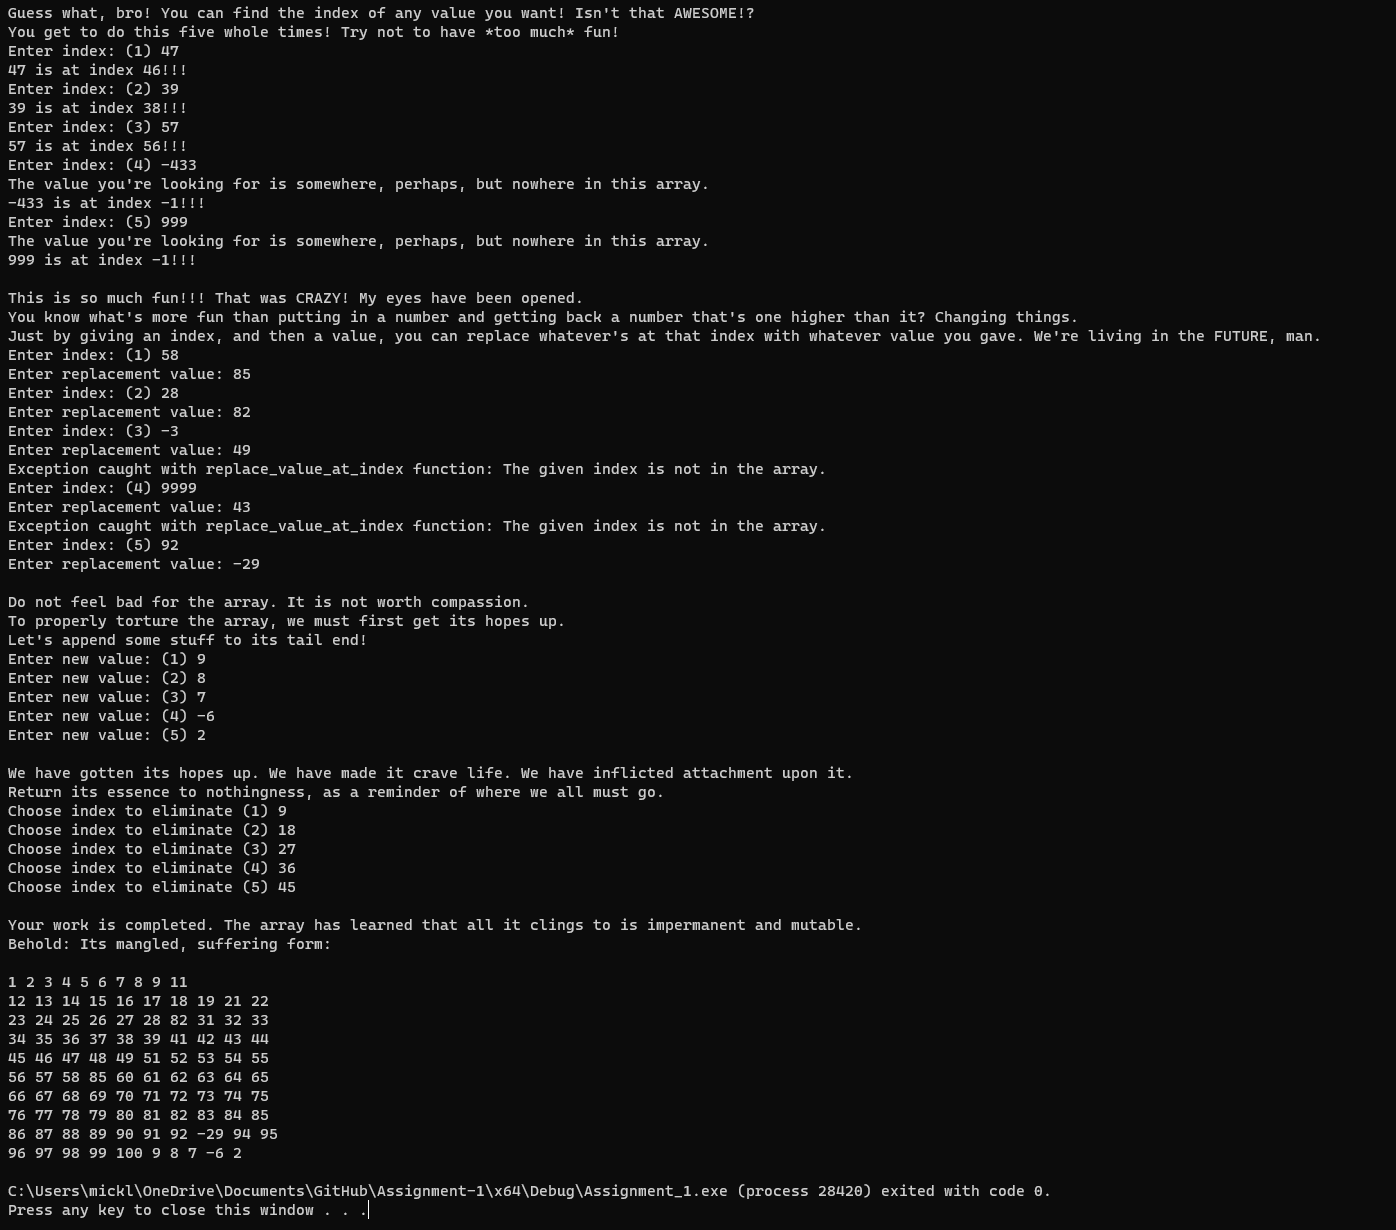 Guess what, bro! You can find the index of any value you want! Isn't that AWESOME!?
You get to do this five whole times! Try not to have *too much* fun!
Enter index: (1) 47
47 is at index 46!!!
Enter index: (2) 39
39 is at index 38!!!
Enter index: (3) 57
57 is at index 56!!!
Enter index: (4) -433
The value you're looking for is somewhere, perhaps, but nowhere in this array.
-433 is at index -1!!!
Enter index: (5) 999
The value you're looking for is somewhere, perhaps, but nowhere in this array.
999 is at index -1!!!
This is so much fun!!! That was CRAZY! My eyes have been opened.
You know what's more fun than putting in a number and getting back a number that's one higher than it? Changing things.
Just by giving an index, and then a value, you can replace whatever's at that index with whatever value you gave. We're living in the FUTURE, man.
Enter index: (1) 58
Enter replacement value: 85
Enter index: (2) 28
Enter replacement value: 82
Enter index: (3) -3
Enter replacement value: 49
Exception caught with replace_value_at_index function: The given index is not in the array.
Enter index: (4) 9999
Enter replacement value: 43
Exception caught with replace_value_at_index function: The given index is not in the array.
Enter index: (5) 92
Enter replacement value: -29
Do not feel bad for the array. It is not worth compassion.
To properly torture the array, we must first get its hopes up.
Let's append some stuff to its tail end!
Enter new value: (1) 9
Enter new value: (2) 8
Enter new value: (3) 7
Enter new value: (4) -6
Enter new value: (5) 2
We have gotten its hopes up. We have made it crave life. We have inflicted attachment upon it.
Return its essence to nothingness, as a reminder of where we all must go.
Choose index to eliminate (1) 9
Choose index to eliminate (2) 18
Choose index to eliminate (3) 27
Choose index to eliminate (4) 36
Choose index to eliminate (5) 45
Your work is completed. The array has learned that all it clings to is impermanent and mutable.
Behold: Its mangled, suffering form:
1 2 3 4 5 6 7 8 9 11
12 13 14 15 16 17 18 19 21 22
23 24 25 26 27 28 82 31 32 33
34 35 36 37 38 39 41 42 43 44
45 46 47 48 49 51 52 53 54 55
56 57 58 85 60 61 62 63 64 65
66 67 68 69 70 71 72 73 74 75
76 77 78 79 80 81 82 83 84 85
86 87 88 89 90 91 92 -29 94 95
96 97 98 99 100 9 8 7 -6 2
C:\Users\mickl\OneDrive\Documents\GitHub\Assignment-1\x64\Debug\Assignment_1.exe (process 28420) exited with code 0.
Press any key to close this window . . .